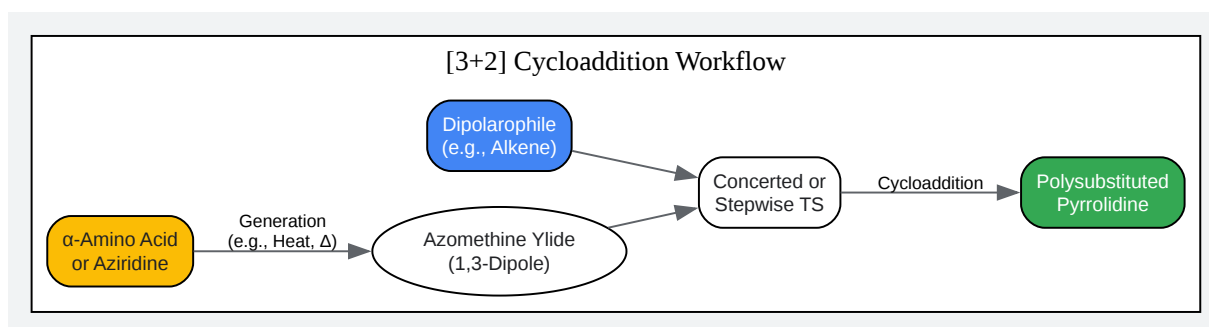 [3+2] Cycloaddition Workflow
Dipolarophile
(e.g., Alkene)
Concerted or
Stepwise TS
Cycloaddition
Polysubstituted
Pyrrolidine
α-Amino Acid
or Aziridine
Generation
(e.g., Heat, Δ)
Azomethine Ylide
(1,3-Dipole)